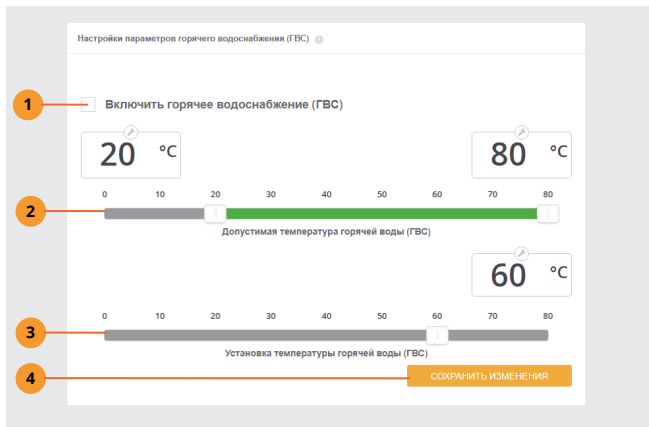 Настройки параметров горячего водоснабжения (ГВС) ?
1
Включить горячее водоснабжение (ГВС)
20 °C
80 °C
0 10 20 30 40 50 60 70 80
2
Допустимая температура горячей воды (ГВС)
60 °C
0 10 20 30 40 50 60 70 80
3
Установка температуры горячей воды (ГВС)
4
СОХРАНИТЬ ИЗМЕНЕНИЯ